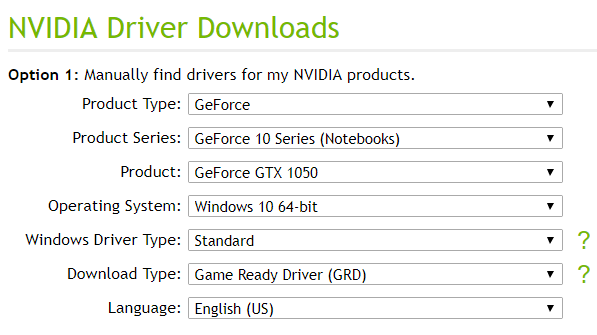 NVIDIA Driver Downloads
Option 1: Manually find drivers for my NVIDIA products.
Product Type: GeForce
Product Series: GeForce 10 Series (Notebooks)
Product: GeForce GTX 1050
Operating System: Windows 10 64-bit
Windows Driver Type: Standard ?
Download Type: Game Ready Driver (GRD) ?
Language: English (US)